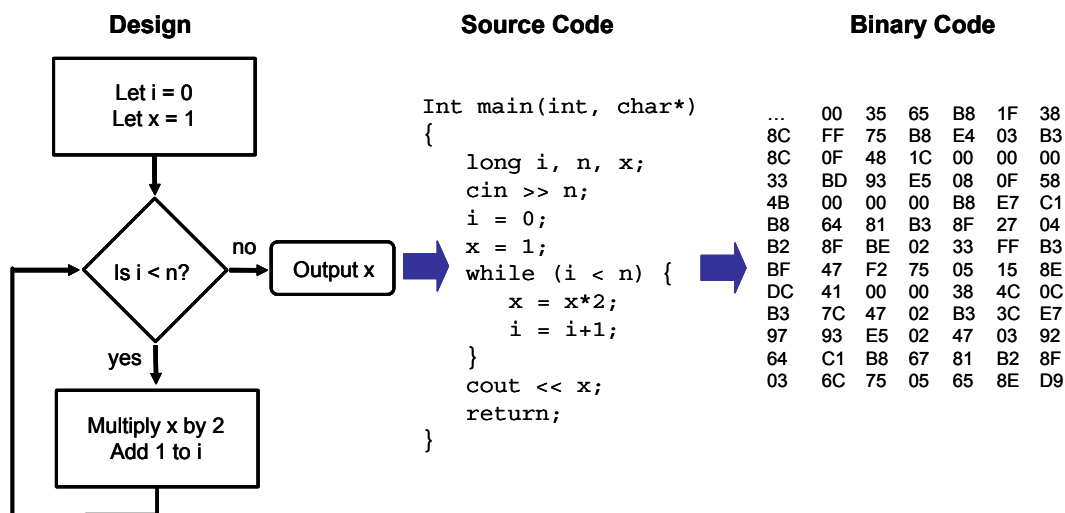 Design
Let i = 0
Let x = 1
Is i < n?
no
Output x
yes
Multiply x by 2
Add 1 to i
Source Code
Int main(int, char*)
{
long i, n, x;
cin >> n;
i = 0;
x = 1;
while (i < n) {
x = x*2;
i = i+1;
}
cout << x;
return;
}
Binary Code
... 00 35 65 B8 1F 38
8C FF 75 B8 E4 03 B3
8C 0F 48 1C 00 00 00
33 BD 93 E5 08 0F 58
4B 00 00 00 B8 E7 C1
B8 64 81 B3 8F 27 04
B2 8F BE 02 33 FF B3
BF 47 F2 75 05 15 8E
DC 41 00 00 38 4C 0C
B3 7C 47 02 B3 3C E7
97 93 E5 02 47 03 92
64 C1 B8 67 81 B2 8F
03 6C 75 05 65 8E D9